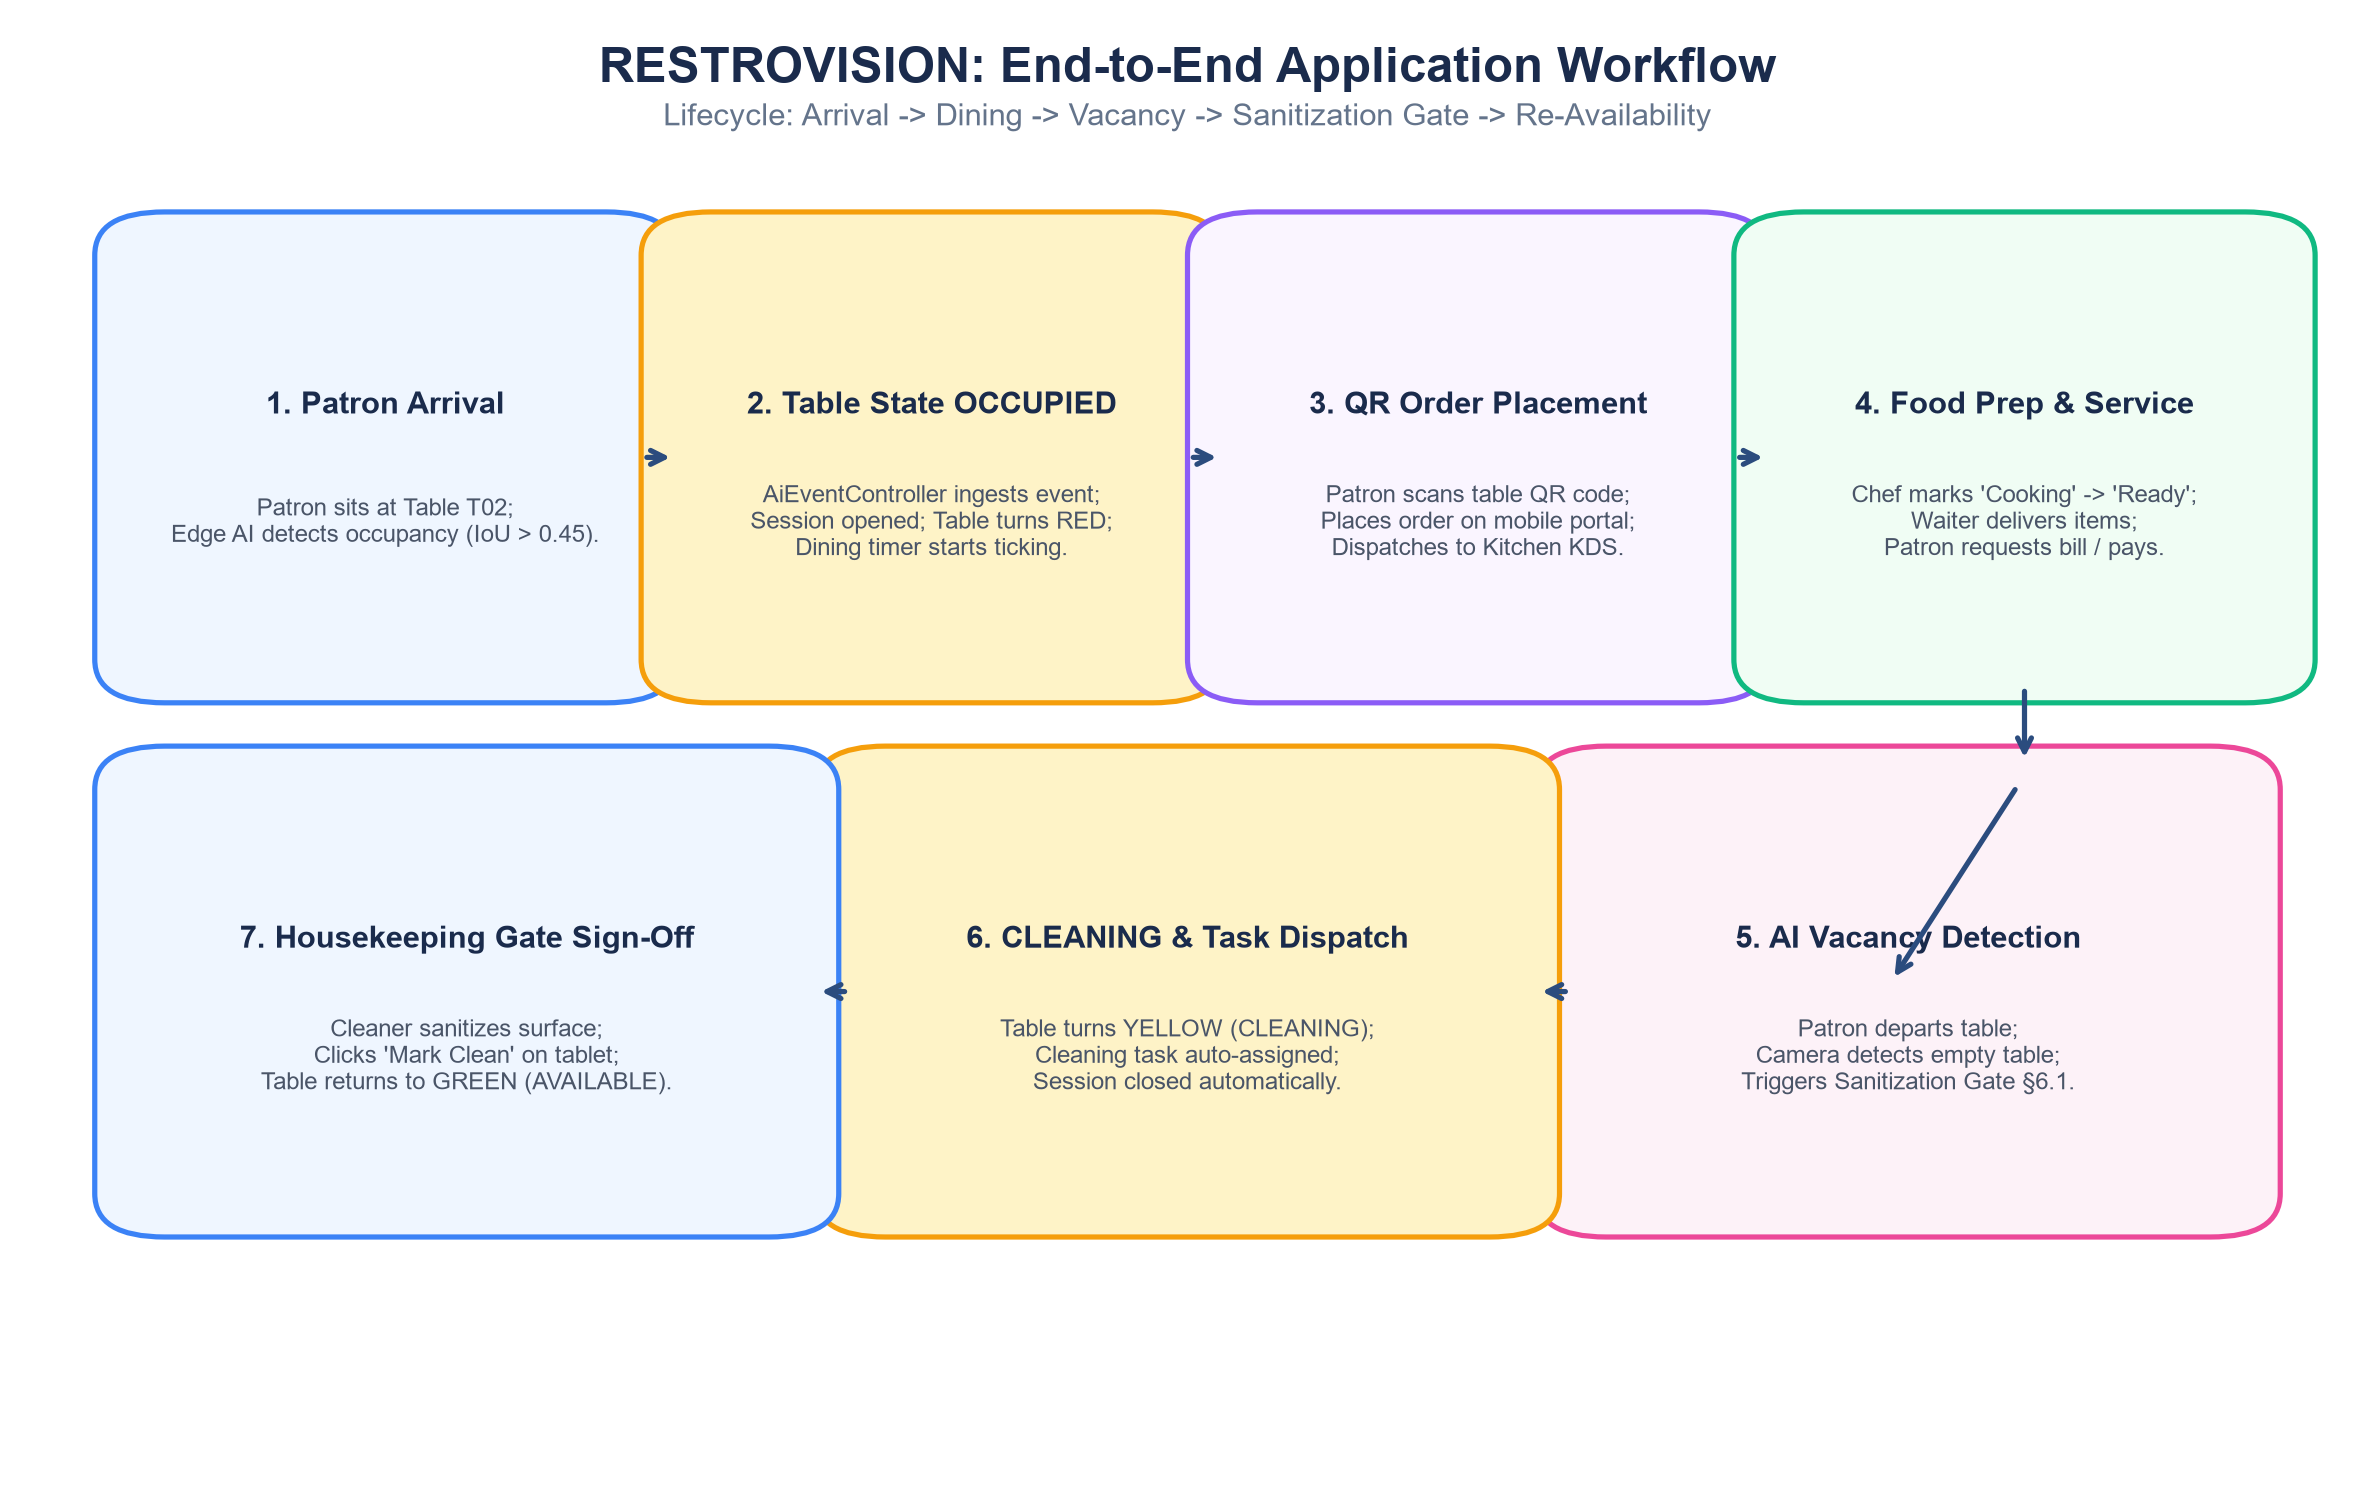 RESTROVISION: End-to-End Application Workflow
Lifecycle: Arrival -> Dining -> Vacancy -> Sanitization Gate -> Re-Availability
1. Patron Arrival
Patron sits at Table T02;
Edge AI detects occupancy (IoU > 0.45).
2. Table State OCCUPIED
AiEventController ingests event;
Session opened; Table turns RED;
Dining timer starts ticking.
3. QR Order Placement
Patron scans table QR code;
Places order on mobile portal;
Dispatches to Kitchen KDS.
4. Food Prep & Service
Chef marks 'Cooking' -> 'Ready';
Waiter delivers items;
Patron requests bill / pays.
7. Housekeeping Gate Sign-Off
Cleaner sanitizes surface;
Clicks 'Mark Clean' on tablet;
Table returns to GREEN (AVAILABLE).
6. CLEANING & Task Dispatch
Table turns YELLOW (CLEANING);
Cleaning task auto-assigned;
Session closed automatically.
5. AI Vacancy Detection
Patron departs table;
Camera detects empty table;
Triggers Sanitization Gate §6.1.